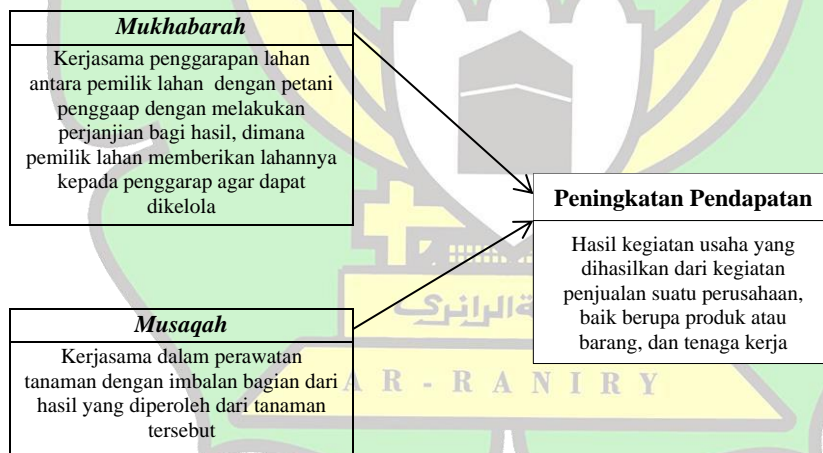 Mukhabarah
Kerjasama penggarapan lahan
antara pemilik lahan dengan petani
penggaap dengan melakukan
perjanjian bagi hasil, dimana
pemilik lahan memberikan lahannya
kepada penggarap agar dapat
dikelola
Peningkatan Pendapatan
Hasil kegiatan usaha yang
dihasilkan dari kegiatan
penjualan suatu perusahaan,
baik berupa produk atau
barang, dan tenaga kerja
Musaqah
Kerjasama dalam perawatan
tanaman dengan imbalan bagian dari
hasil yang diperoleh dari tanaman
tersebut
الرانري
A R - R A N I R Y